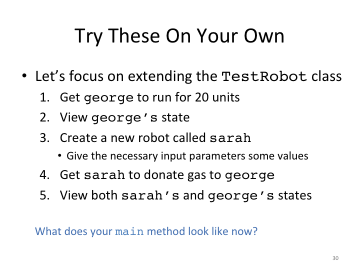 Try These On Your Own
• Let's focus on extending the TestRobot class
1. Get george to run for 20 units
2. View george's state
3. Create a new robot called sarah
• Give the necessary input parameters some values
4. Get sarah to donate gas to george
5. View both sarah's and george's states
What does your main method look like now?
30